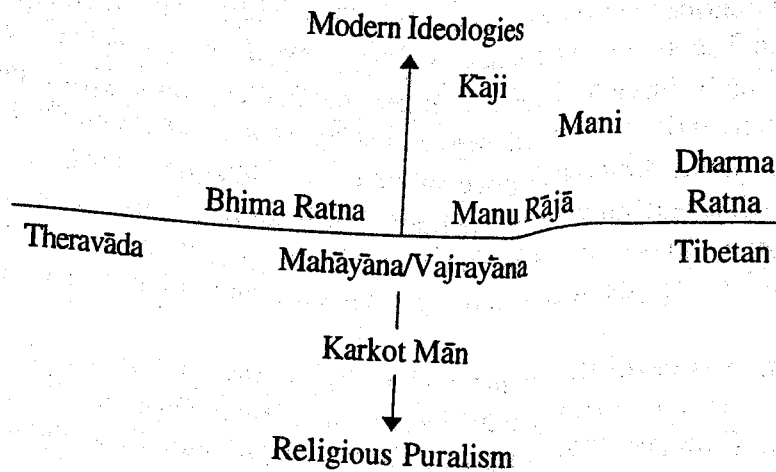 Modern Ideologies
Kāji
Mani
Dharma
Ratna
Bhima Ratna
Manu Rājā
Theravāda
Mahāyāna/Vajrayāna
Tibetan
Karkot Mān
Religious Puralism